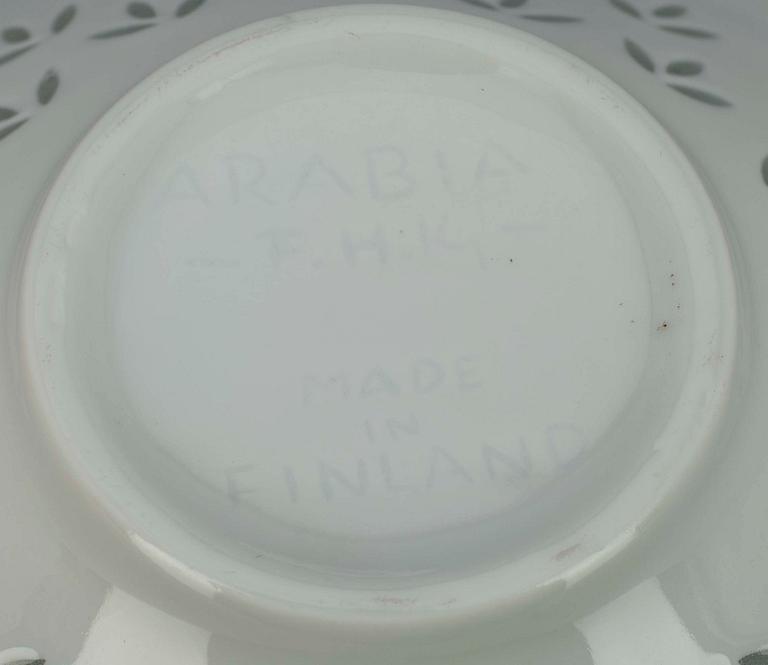 ARABIA
- F.H.K -
MADE
IN
FINLAND